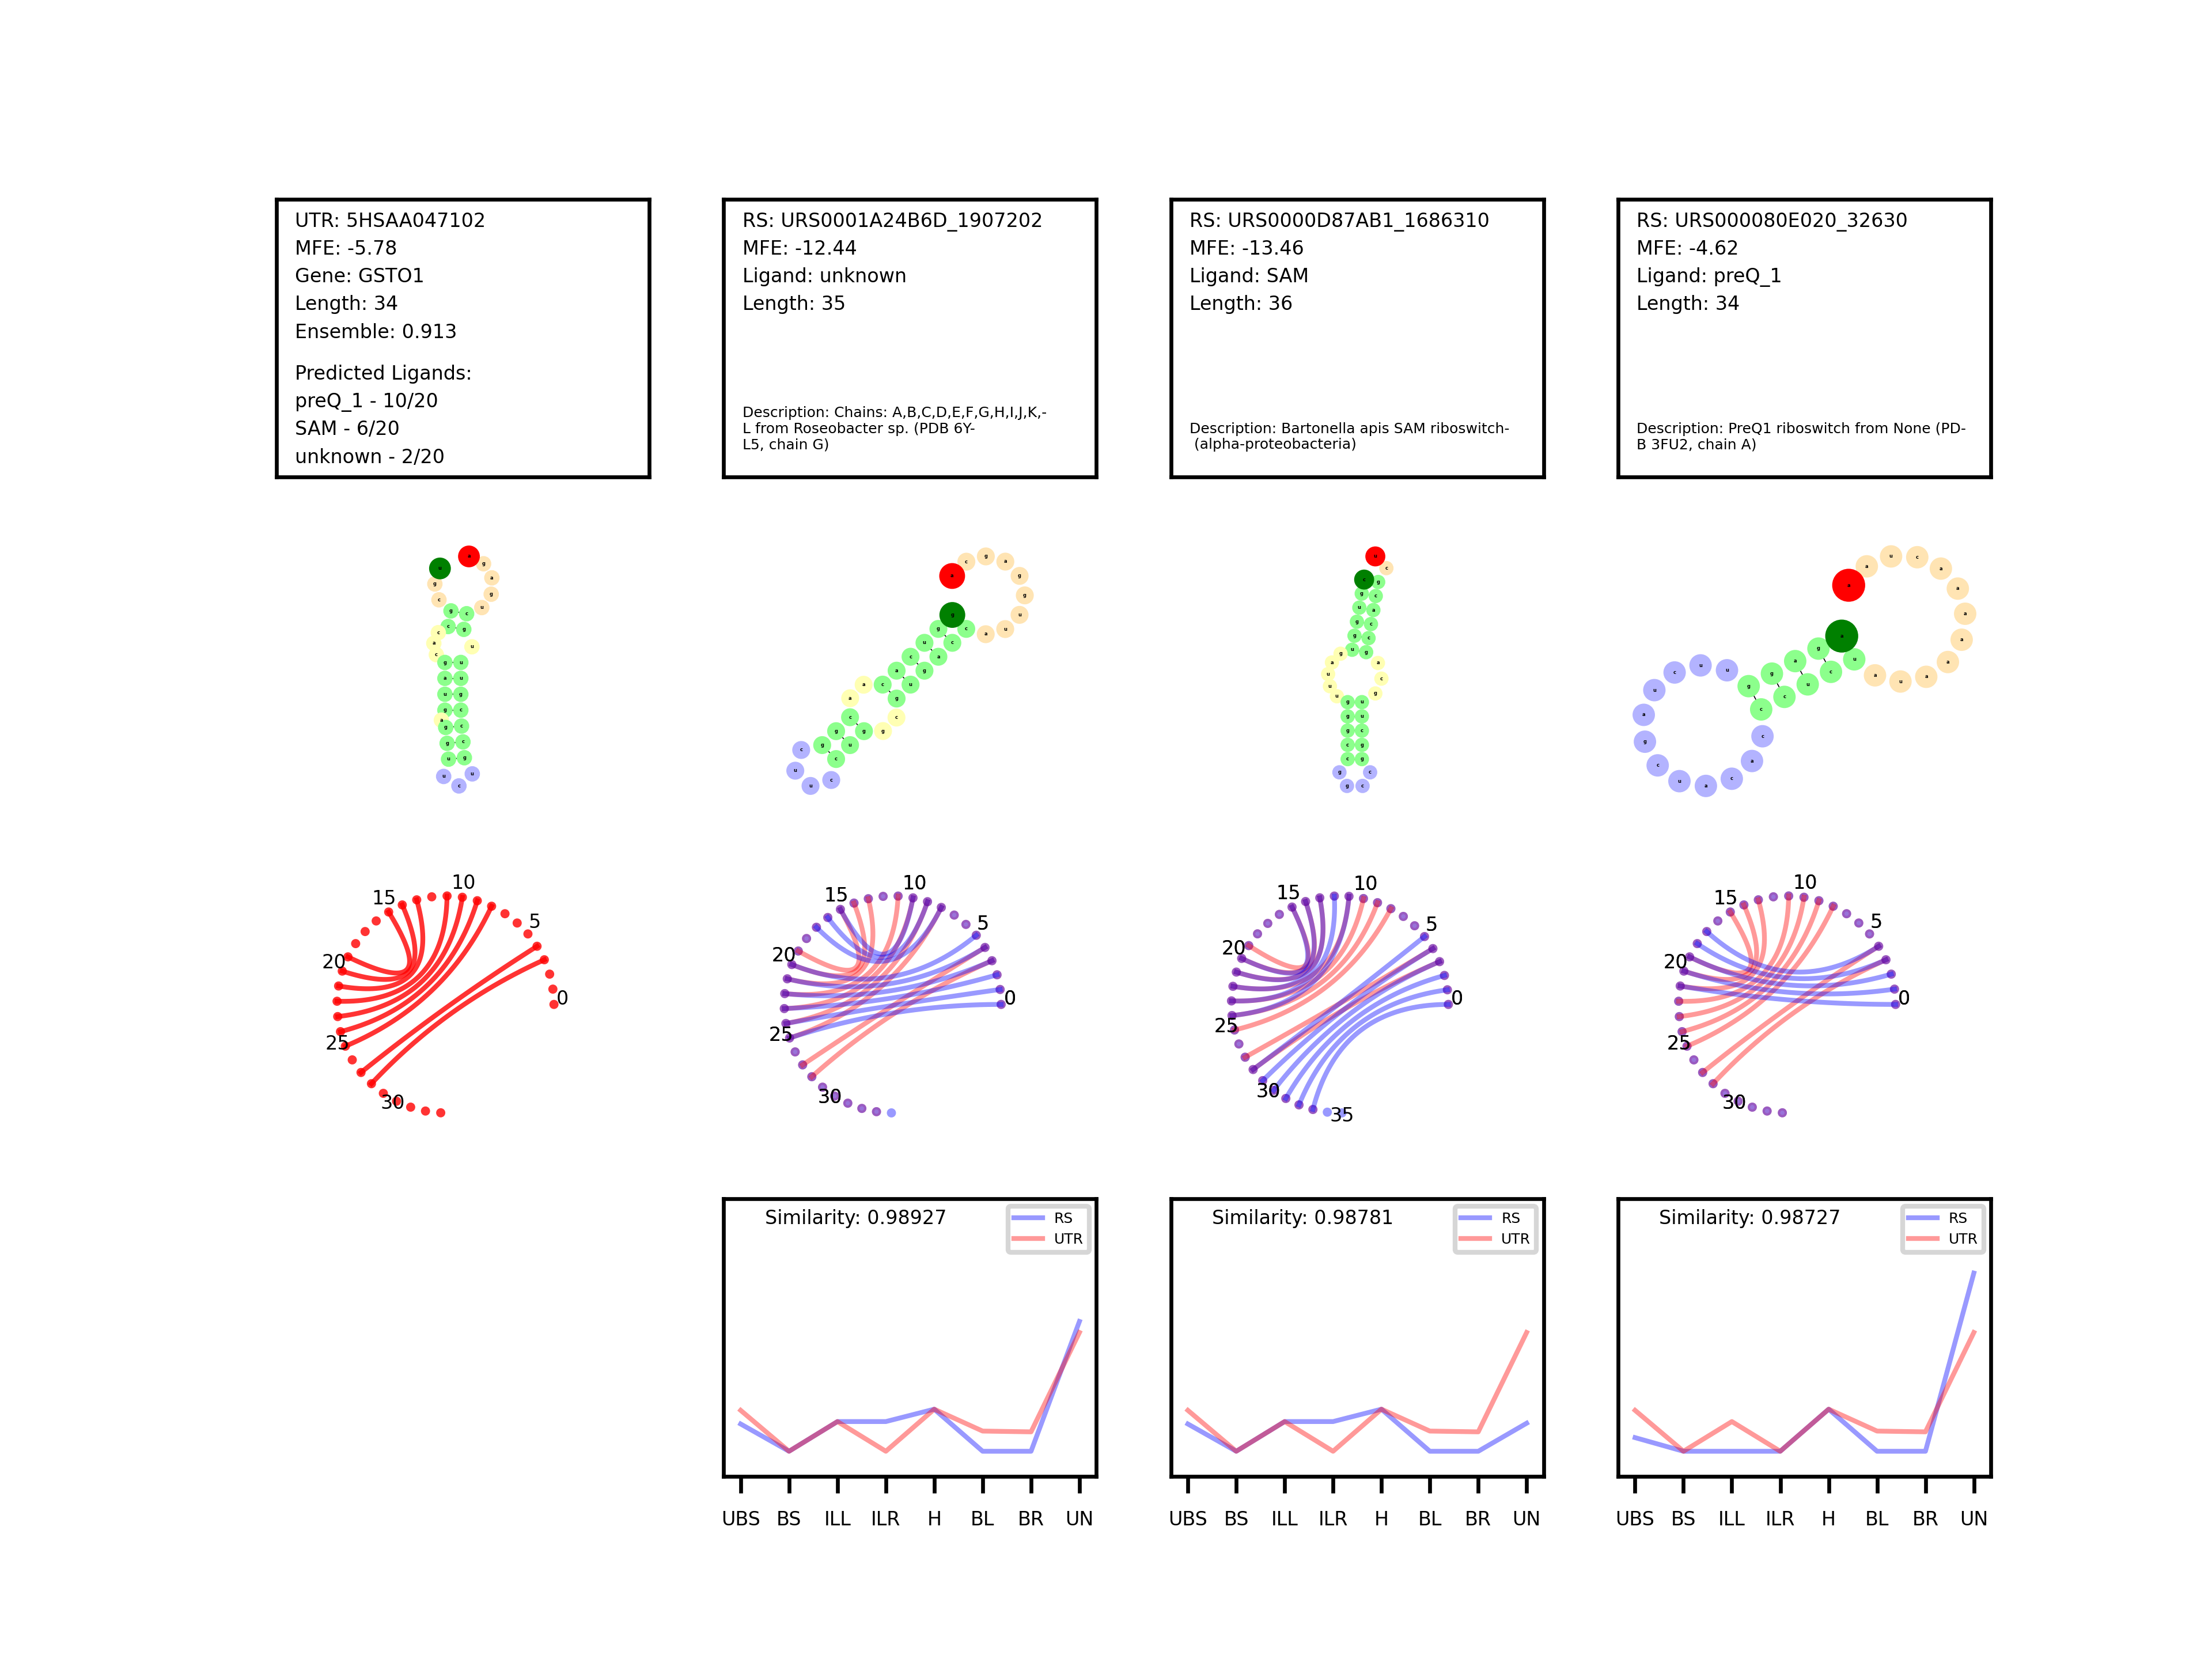 UTR: 5HSAA047102
MFE: -5.78
Gene: GSTO1
Length: 34
Ensemble: 0.913
Predicted Ligands:
preQ_1 - 10/20
SAM - 6/20
unknown - 2/20
RS: URS0001A24B6D_1907202
MFE: -12.44
Ligand: unknown
Length: 35
Description: Chains: A,B,C,D,E,F,G,H,I,J,K,-
L from Roseobacter sp. (PDB 6Y-
L5, chain G)
RS: URS0000D87AB1_1686310
MFE: -13.46
Ligand: SAM
Length: 36
Description: Bartonella apis SAM riboswitch-
(alpha-proteobacteria)
RS: URS000080E020_32630
MFE: -4.62
Ligand: preQ_1
Length: 34
Description: PreQ1 riboswitch from None (PD-
B 3FU2, chain A)
0
5
10
15
20
25
30
0
5
10
15
20
25
30
0
5
10
15
20
25
30
35
0
5
10
15
20
25
30
Similarity: 0.98927
RS
UTR
UBS BS ILL ILR H BL BR UN
Similarity: 0.98781
RS
UTR
UBS BS ILL ILR H BL BR UN
Similarity: 0.98727
RS
UTR
UBS BS ILL ILR H BL BR UN